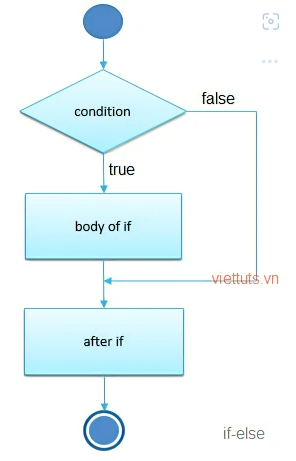 condition
false
true
body of if
viettuts.vn
after if
if-else